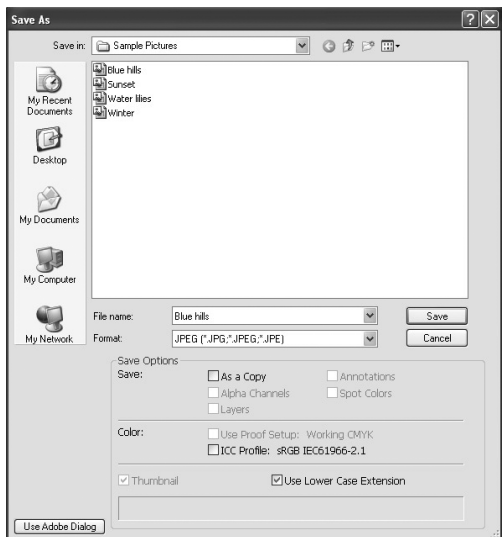 Save As
Save in: Sample Pictures
My Recent
Documents
Desktop
My Documents
My Computer
My Network
Blue hills
Sunset
Water lilies
Winter
File name: Blue hills Save
Format: JPEG (*.JPG;*.JPEG;*.JPE) Cancel
Save Options
Save: As a Copy Annotations
Alpha Channels Spot Colors
Layers
Color: Use Proof Setup: Working CMYK
ICC Profile: sRGB IEC61966-2.1
Thumbnail Use Lower Case Extension
Use Adobe Dialog